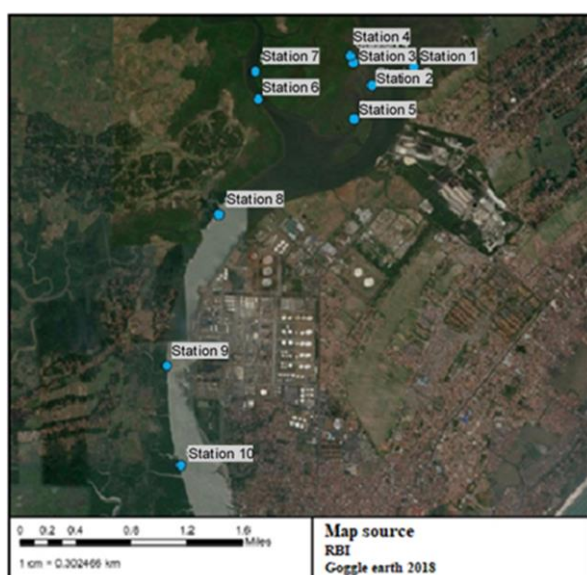 Station 4
Station 7
Station 3
Station 1
Station 2
Station 6
Station 5
Station 8
Station 9
Station 10
0 0.2 0.4 0.8 1.2 1.6
Miles
1 cm = 0.302466 km
Map source
RBI
Goggle earth 2018